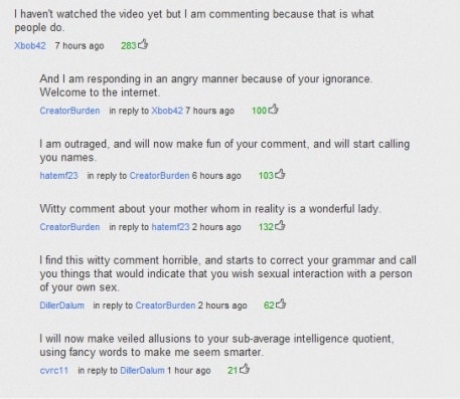 I haven't watched the video yet but I am commenting because that is what
people do.
Xbob42 7 hours ago 283
And I am responding in an angry manner because of your ignorance.
Welcome to the internet.
CreatorBurden in reply to Xbob42 7 hours ago 100
I am outraged, and will now make fun of your comment, and will start calling
you names.
hatemf23 in reply to CreatorBurden 6 hours ago 103
Witty comment about your mother whom in reality is a wonderful lady.
CreatorBurden in reply to hatemf23 2 hours ago 132
I find this witty comment horrible, and starts to correct your grammar and call
you things that would indicate that you wish sexual interaction with a person
of your own sex.
DillerDalum in reply to CreatorBurden 2 hours ago 62
I will now make veiled allusions to your sub-average intelligence quotient,
using fancy words to make me seem smarter.
cvrc11 in reply to DillerDalum 1 hour ago 21